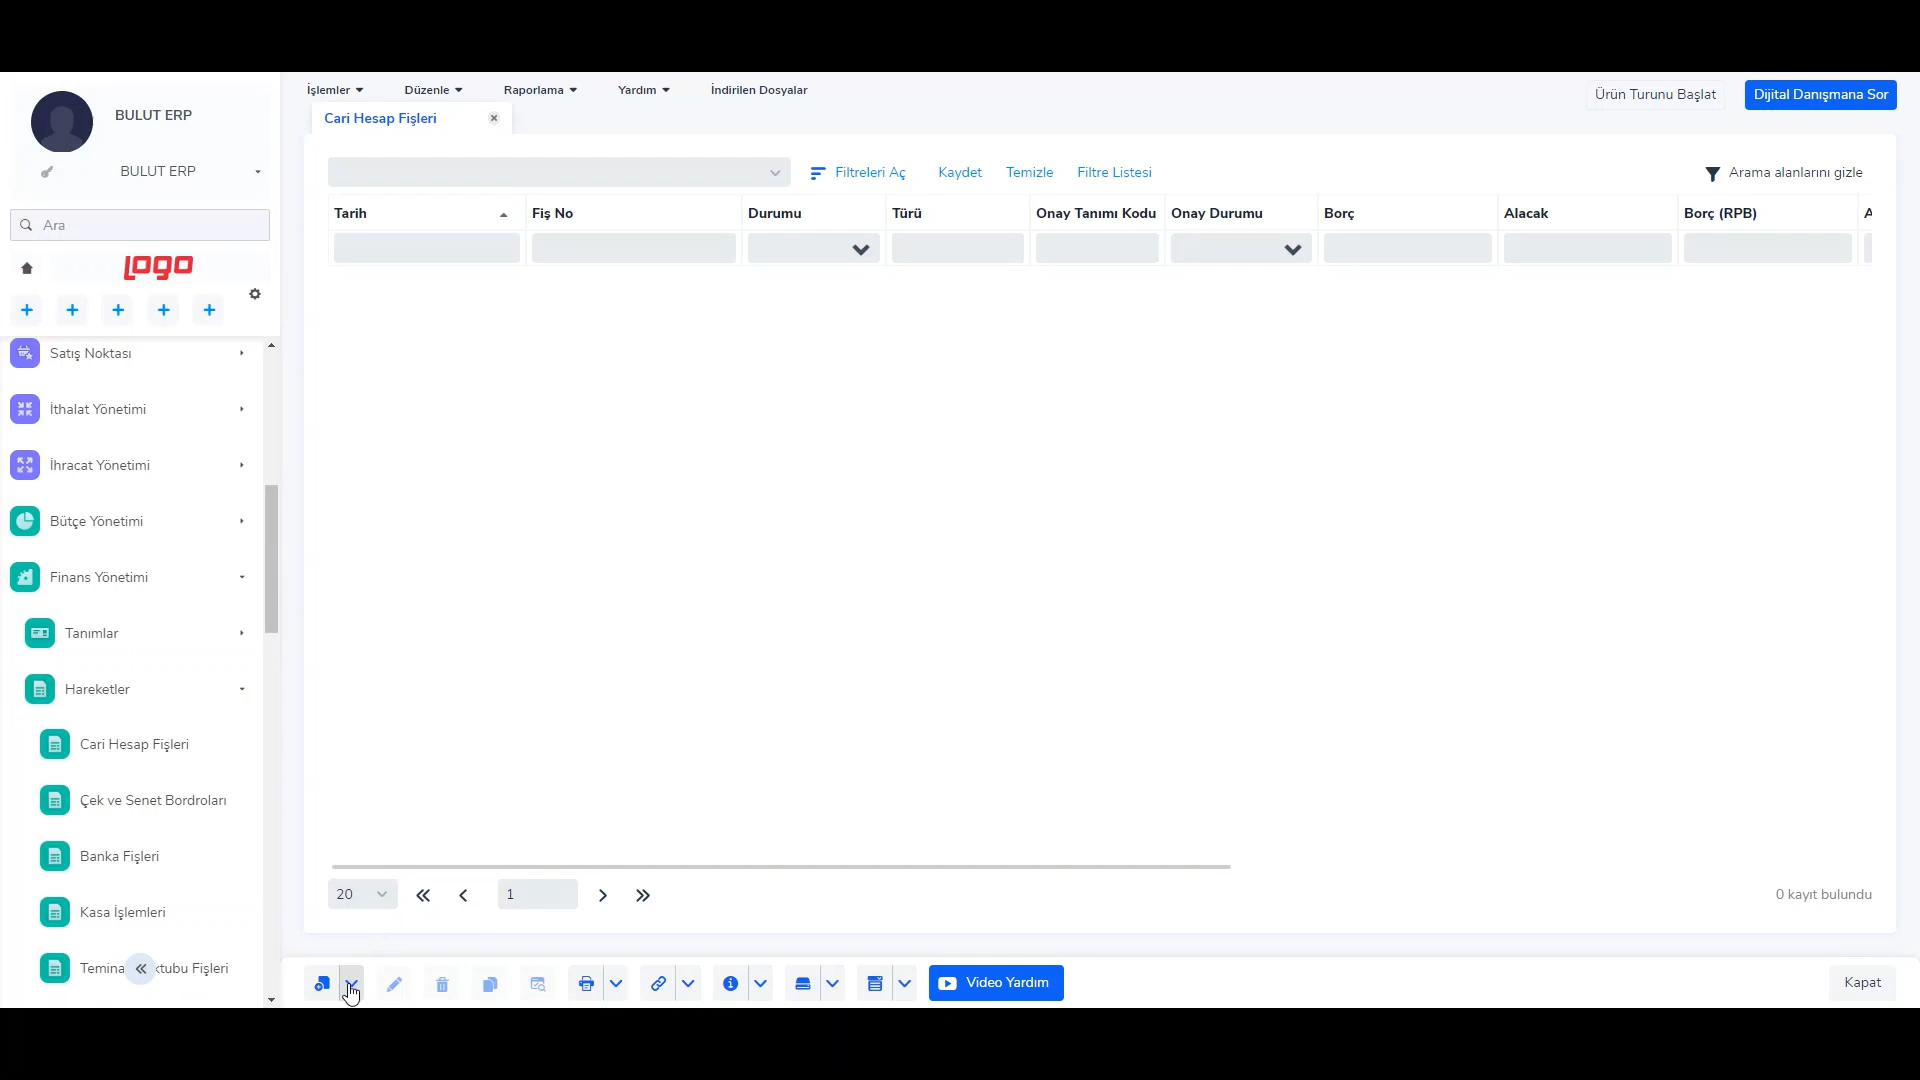 BULUT ERP
BULUT ERP
Ara
LOGO
Satış Noktası
İthalat Yönetimi
İhracat Yönetimi
Bütçe Yönetimi
Finans Yönetimi
Tanımlar
Hareketler
Cari Hesap Fişleri
Çek ve Senet Bordroları
Banka Fişleri
Kasa İşlemleri
Temina ktubu Fişleri
İşlemler Düzenle Raporlama Yardım İndirilen Dosyalar
Ürün Turunu Başlat Dijital Danışmana Sor
Cari Hesap Fişleri
Filtreleri Aç Kaydet Temizle Filtre Listesi Arama alanlarını gizle
Tarih Fiş No Durumu Türü Onay Tanımı Kodu Onay Durumu Borç Alacak Borç (RPB) A
20 1 0 kayıt bulundu
Video Yardım Kapat